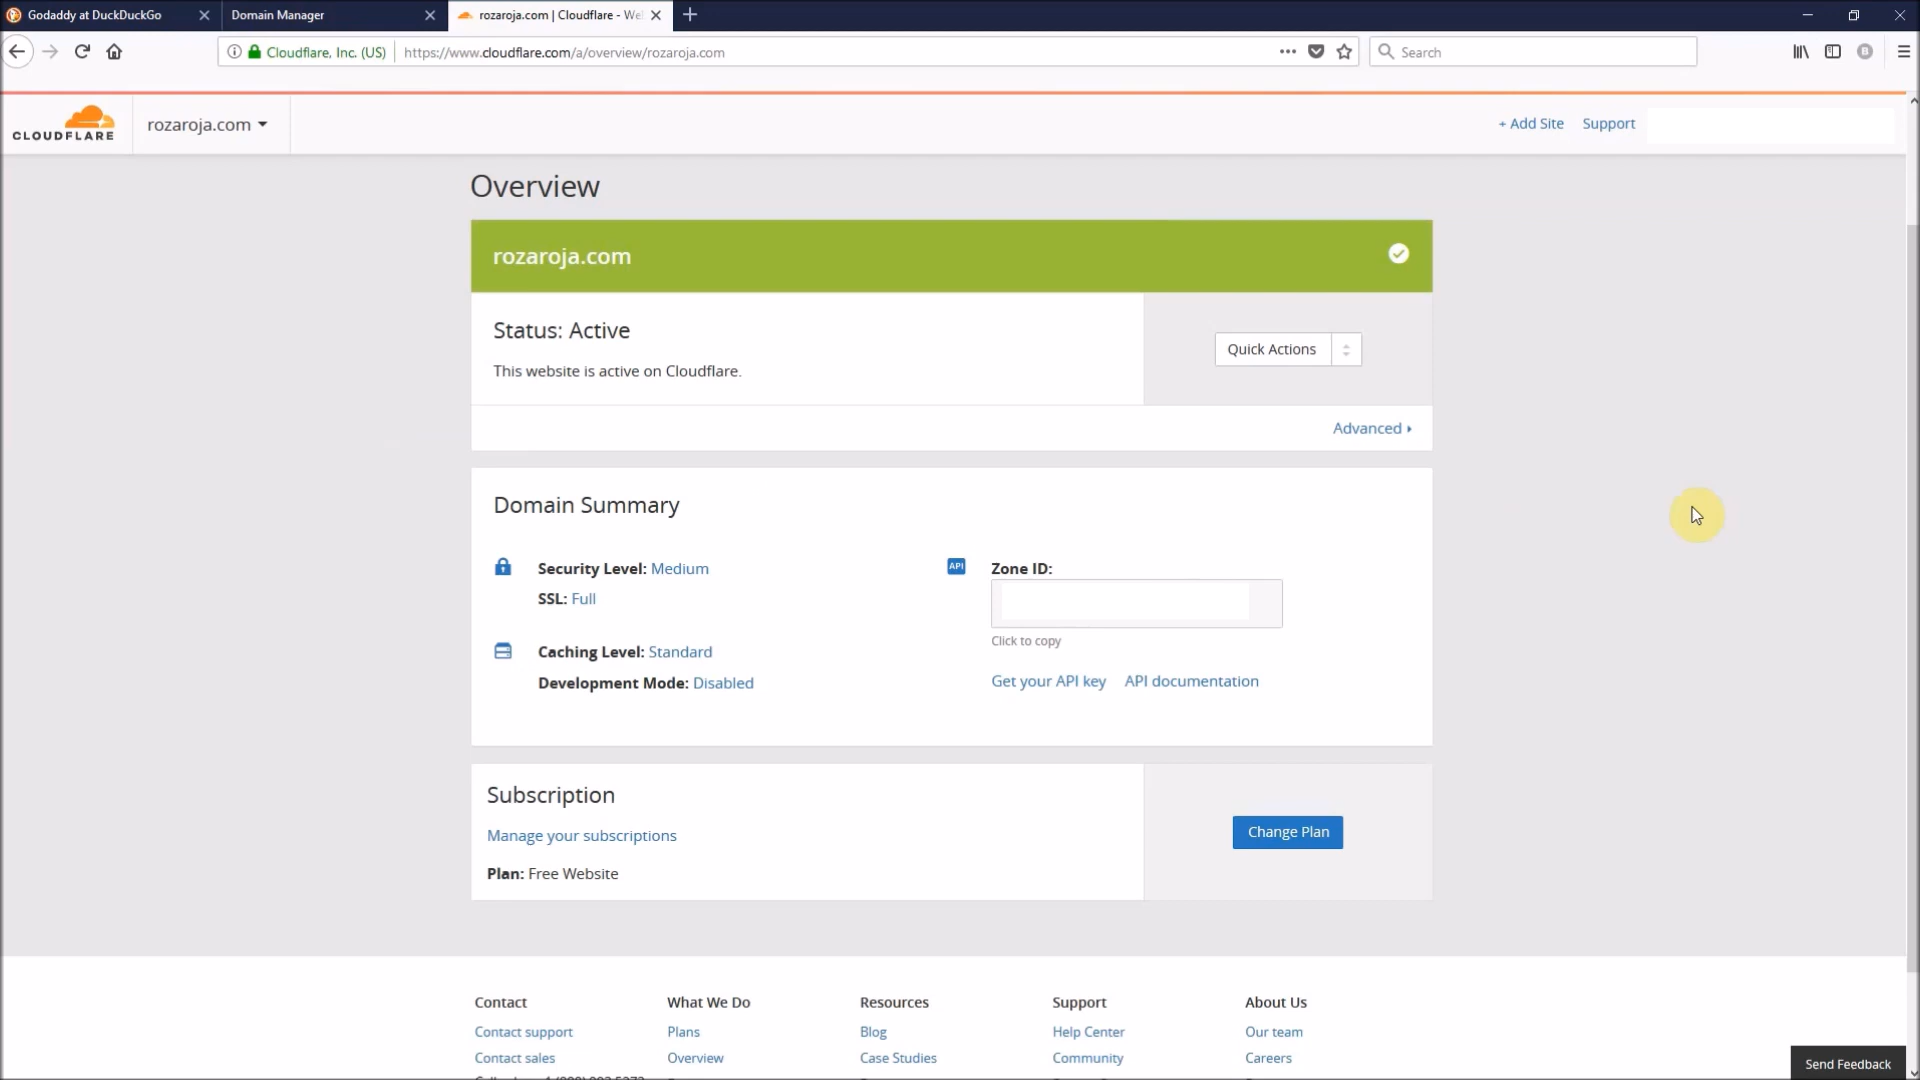 Godaddy at DuckDuckGo
Domain Manager
rozaroja.com | Cloudflare - We
Cloudflare, Inc. (US)
https://www.cloudflare.com/a/overview/rozaroja.com
Search
CLOUDFLARE
rozaroja.com
+ Add Site
Support
Overview
rozaroja.com
Status: Active
This website is active on Cloudflare.
Quick Actions
Advanced
Domain Summary
Security Level: Medium
SSL: Full
Caching Level: Standard
Development Mode: Disabled
API
Zone ID:
Click to copy
Get your API key
API documentation
Subscription
Manage your subscriptions
Plan: Free Website
Change Plan
Contact
Contact support
Contact sales
What We Do
Plans
Overview
Resources
Blog
Case Studies
Support
Help Center
Community
About Us
Our team
Careers
Send Feedback